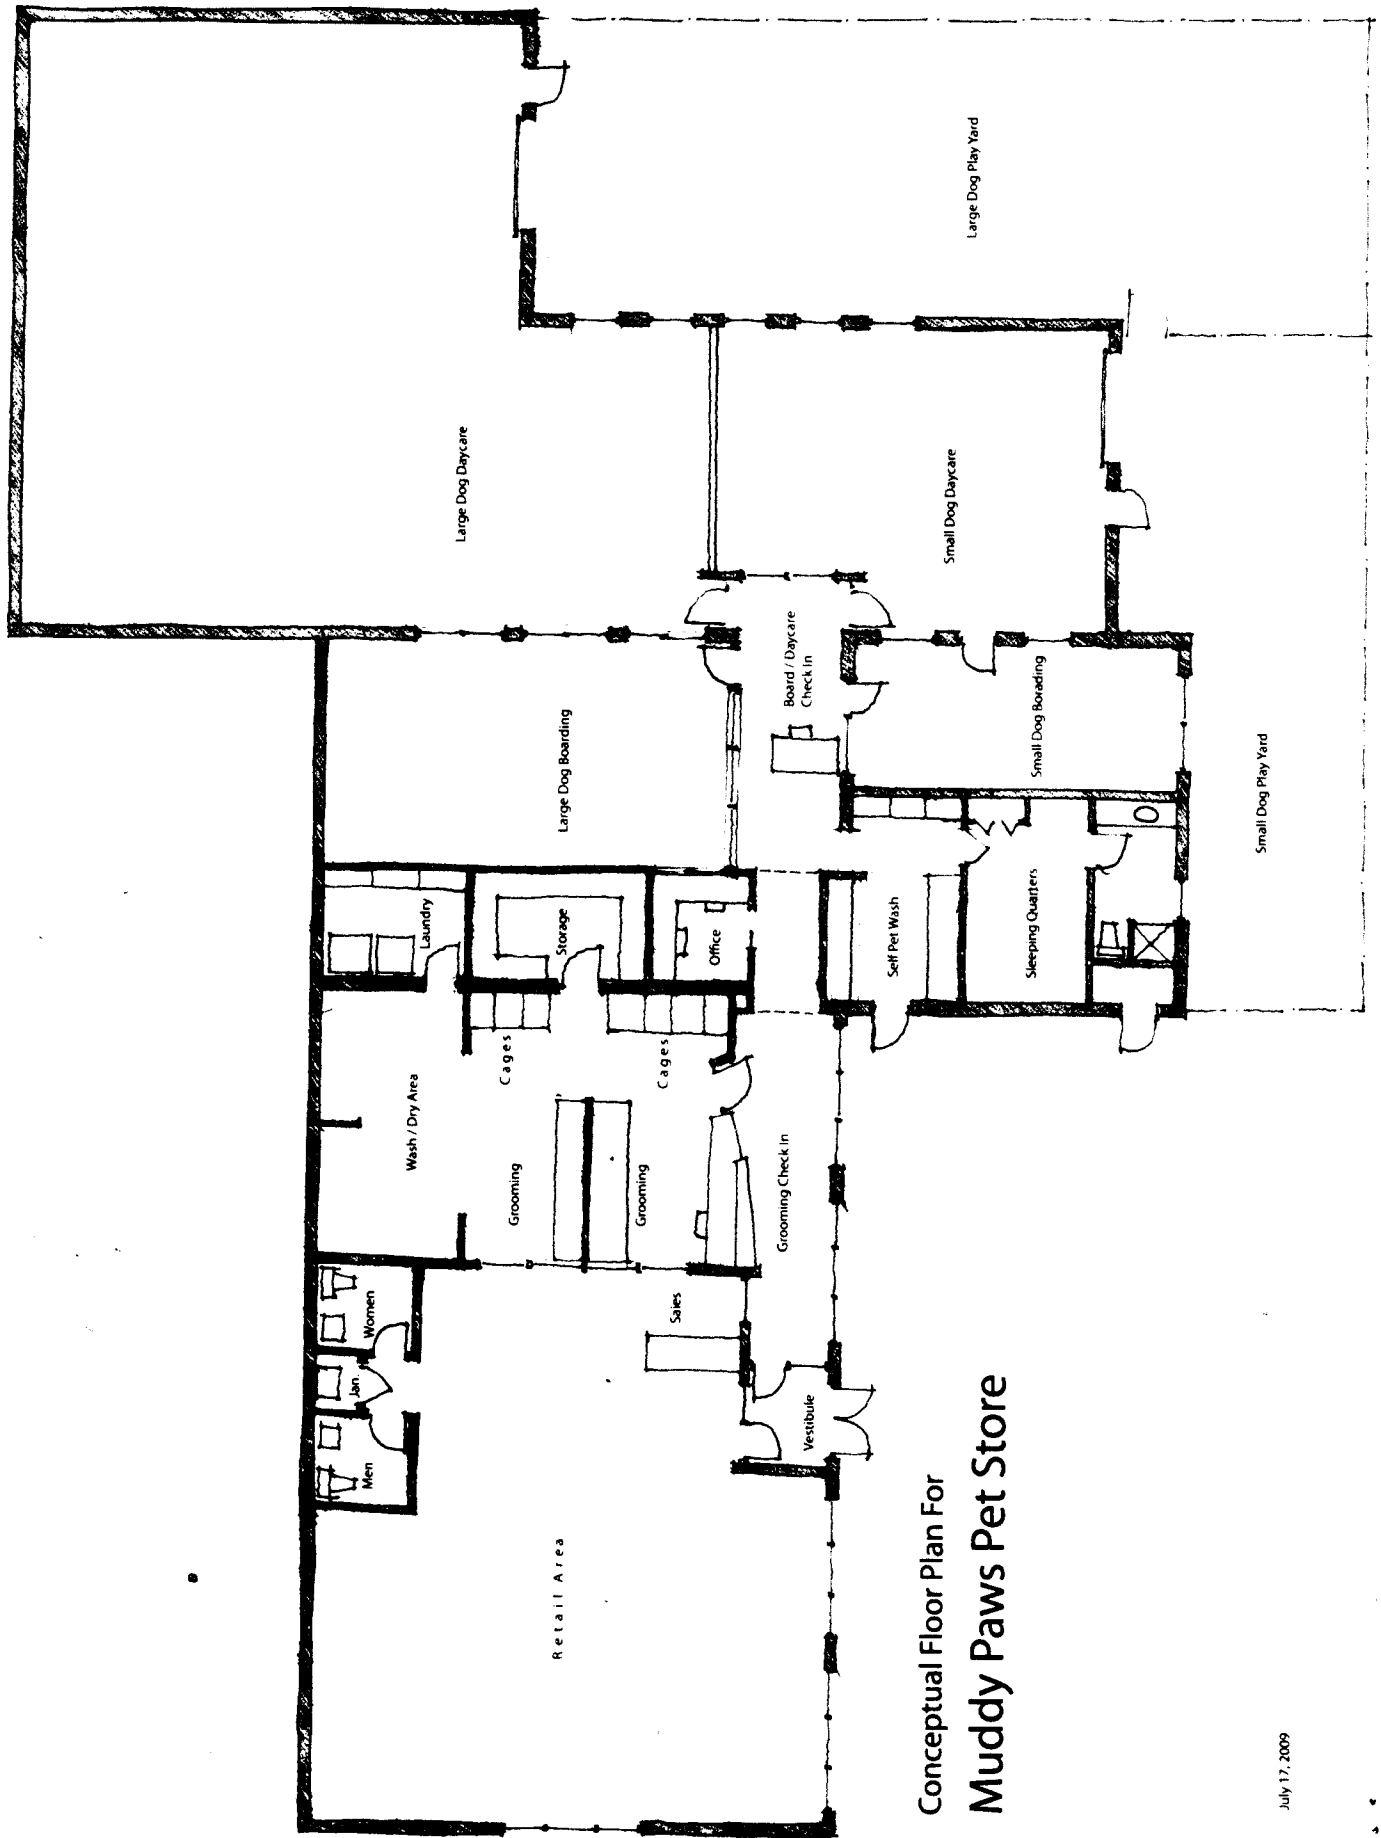 Large Dog Play Yard
Large Dog Daycare
Small Dog Daycare
Board / Daycare
Check In
Small Dog Borading
Large Dog Boarding
Small Dog Play Yard
Laundry
Storage
Office
Self Pet Wash
Sleeping Quarters
Cages
Cages
Wash / Dry Area
Grooming
Grooming
Grooming Check In
Women
Jan.
Men
Sales
Vestibule
Retail Area
Conceptual Floor Plan For
Muddy Paws Pet Store
July 17, 2009